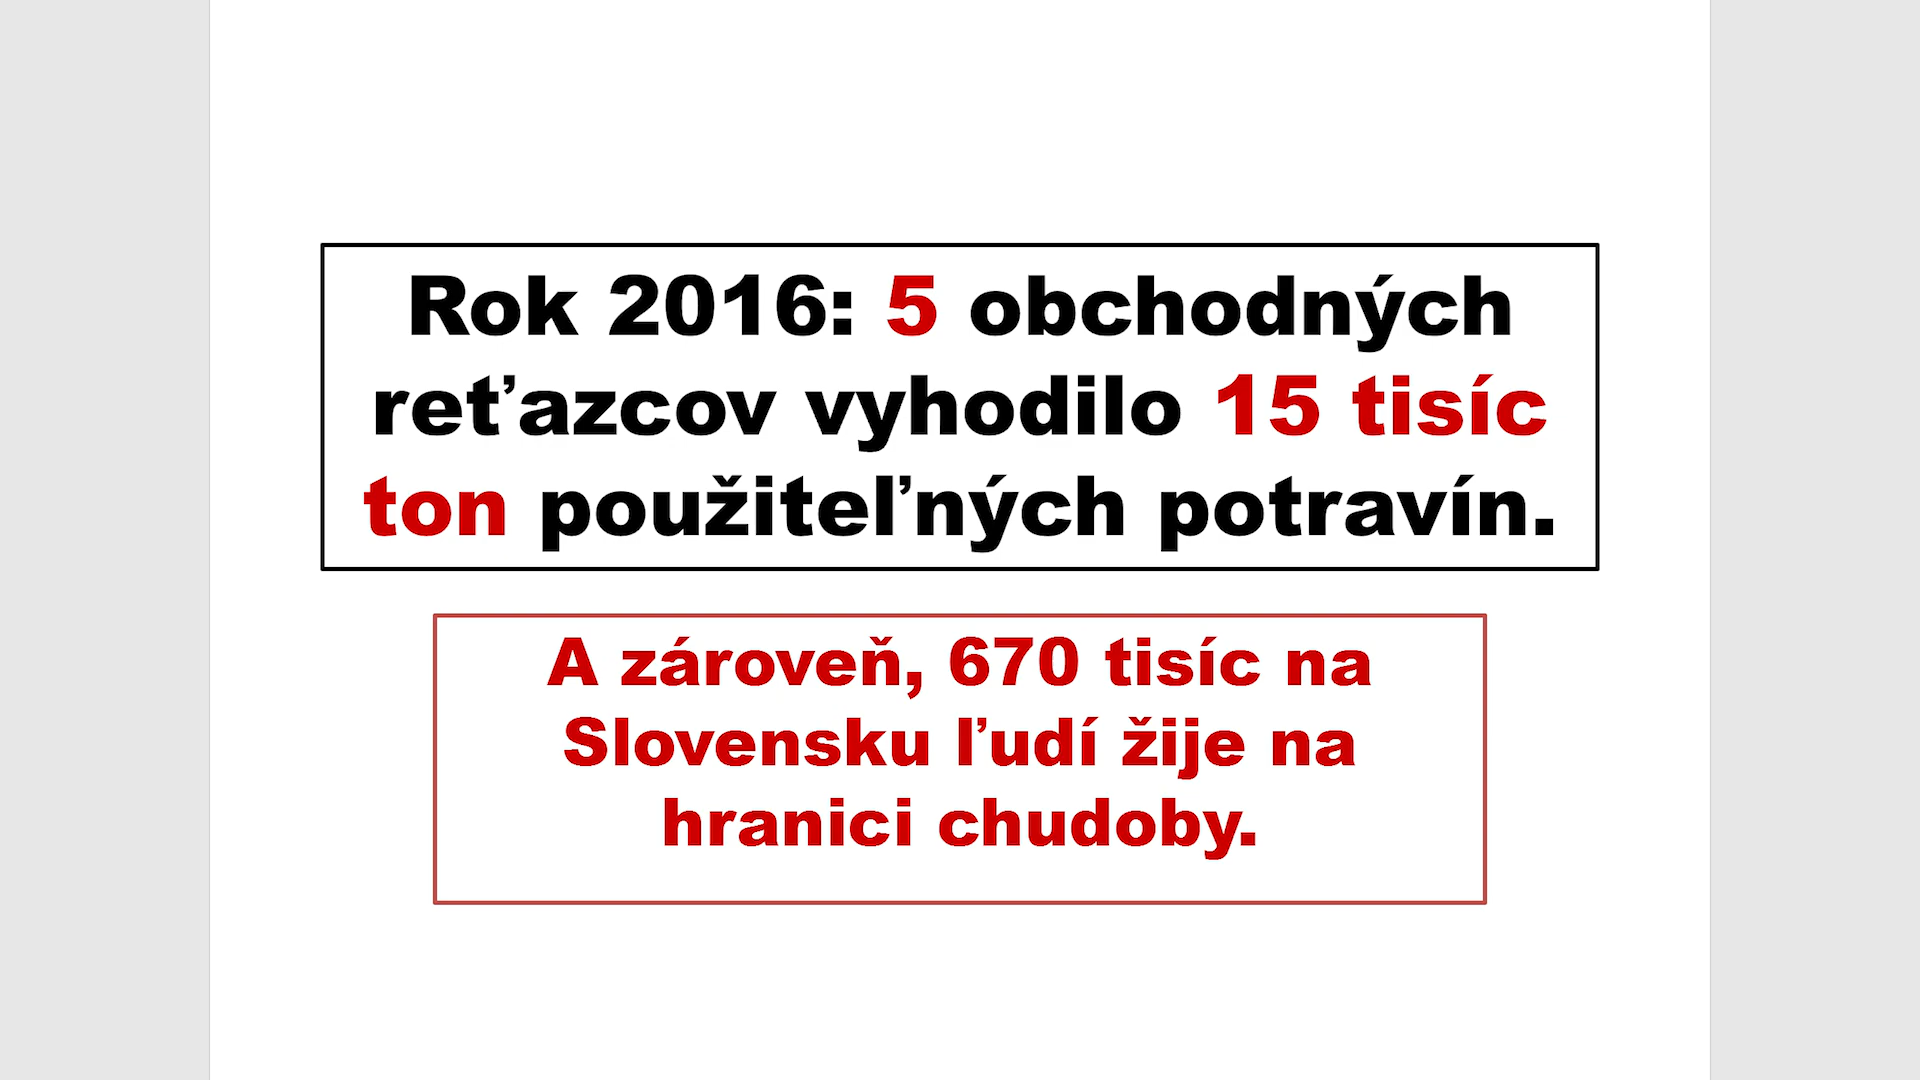 Rok 2016: 5 obchodných
reťazcov vyhodilo 15 tisíc
ton použiteľných potravín.
A zároveň, 670 tisíc na
Slovensku ľudí žije na
hranici chudoby.